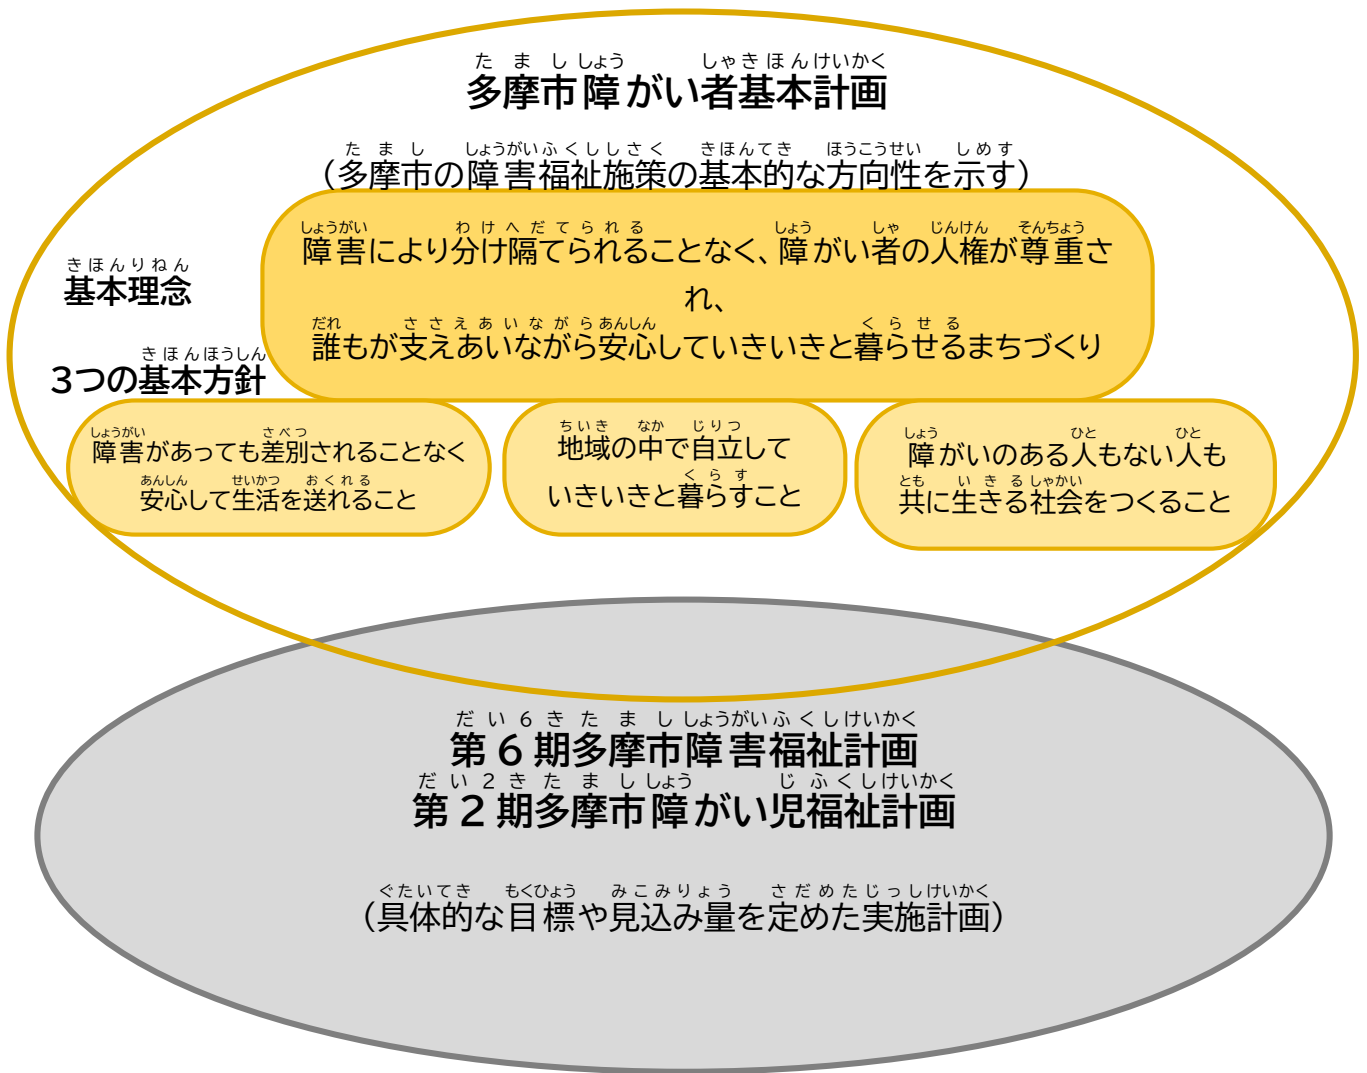 た ま し しょう しゃ き ほ ん けいかく
多摩市障がい者基本計画
た ま し しょうがい ふ く し し さ く き ほ ん て き ほうこうせい し め す
(多摩市の障害福祉施策の基本的な方向性を示す)
しょうがい わ け へ だ て ら れ る しょう しゃ じんけん そんちょう
障害により分け隔てられることなく、障がい者の人権が尊重さ
れ、
だれ さ さ え あ い な が ら あんしん く ら せ る
誰もが支えあいながら安心していきいきと暮らせるまちづくり
き ほ ん り ね ん
基本理念
き ほ ん ほうしん
3つの基本方針
しょうがい さ べ つ
障害があっても差別されることなく
あんしん せいかつ お く れ る
安心して生活を送れること
ち い き なか じ り つ
地域の中で自立して
く ら す
いきいきと暮らすこと
しょう ひと ひと
障がいのある人もない人も
とも い き る しゃかい
共に生きる社会をつくること
だ い 6 き た ま し しょうがい ふ く し けいかく
第6期多摩市障害福祉計画
だ い 2 き た ま し しょう じ ふ く し けいかく
第2期多摩市障がい児福祉計画
ぐ た い て き もくひょう み こ み り ょ う さ だ め た じ っ し けいかく
(具体的な目標や見込み量を定めた実施計画)